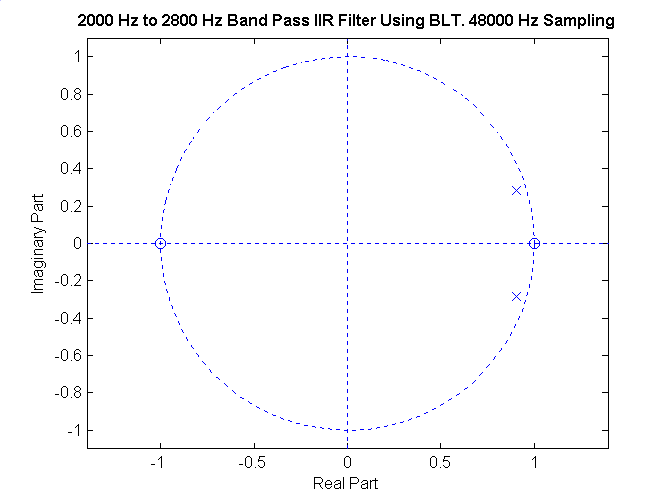 2000 Hz to 2800 Hz Band Pass IIR Filter Using BLT. 48000 Hz Sampling
1
0.8
0.6
0.4
0.2
0
-0.2
-0.4
-0.6
-0.8
-1
Imaginary Part
-1 -0.5 0 0.5 1
Real Part